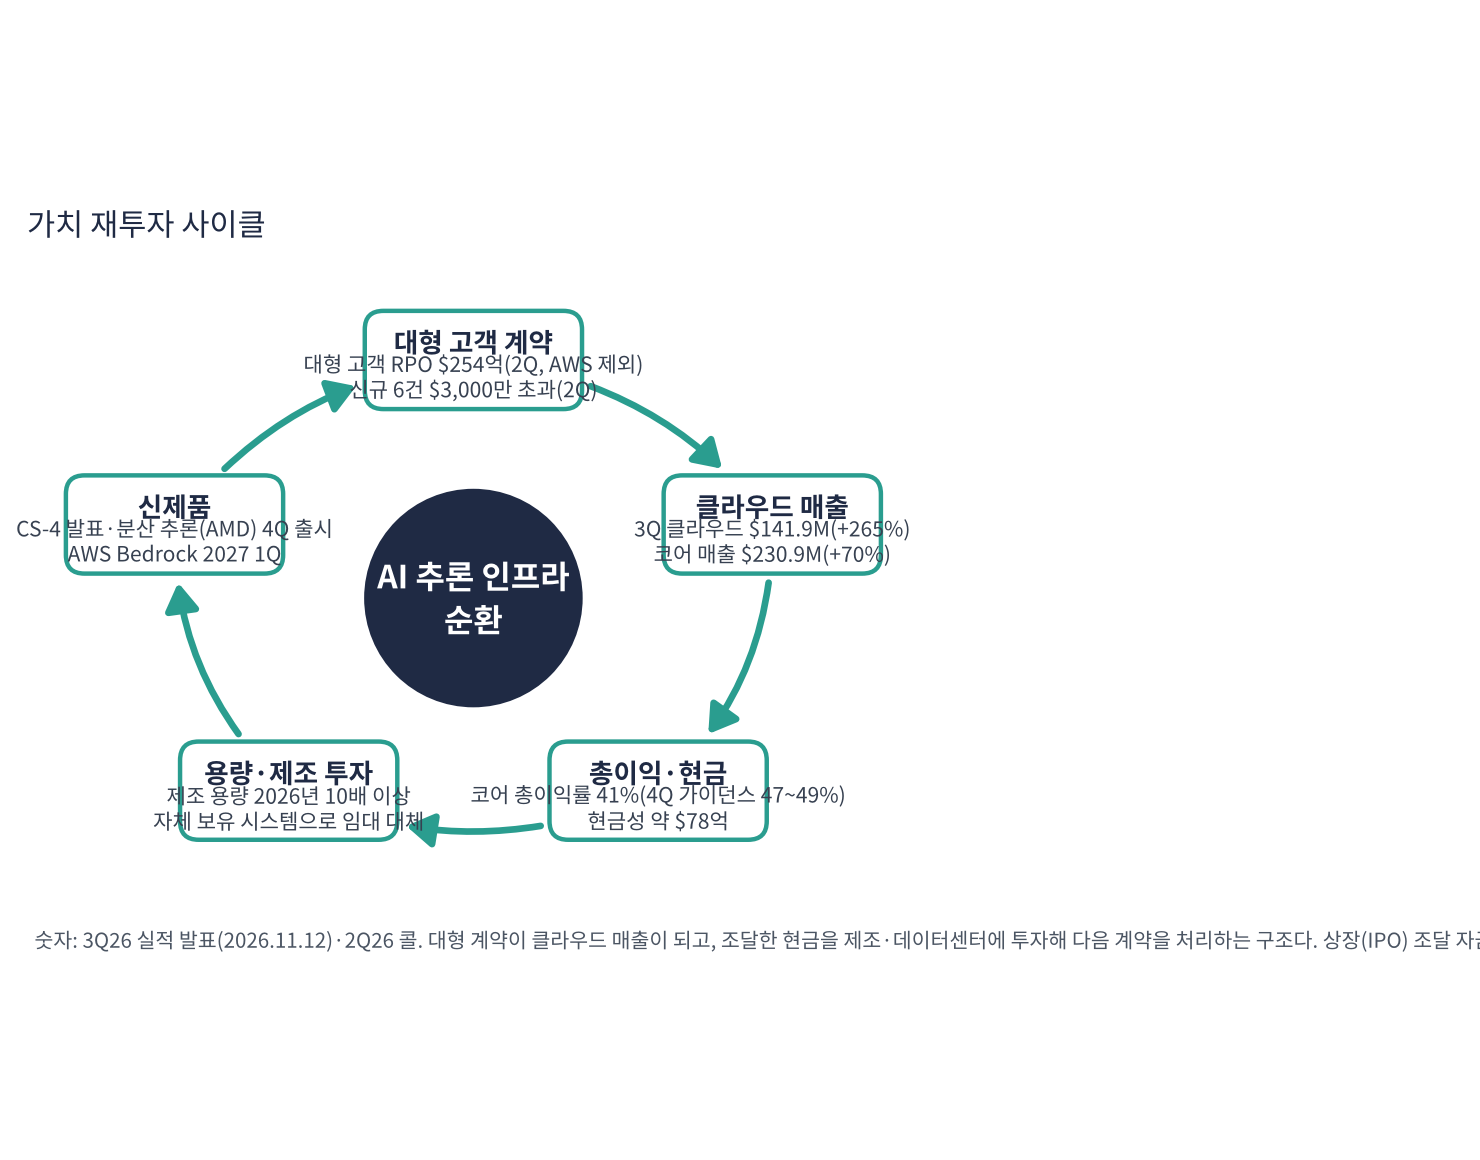 가치 재투자 사이클
대형 고객 계약
대형 고객 RPO $254억(2Q, AWS 제외)
신규 6건 $3,000만 초과(2Q)
신제품
CS-4 발표·분산 추론(AMD) 4Q 출시
AWS Bedrock 2027 1Q
클라우드 매출
3Q 클라우드 $141.9M(+265%)
코어 매출 $230.9M(+70%)
AI 추론 인프라
순환
용량·제조 투자
제조 용량 2026년 10배 이상
자체 보유 시스템으로 임대 대체
총이익·현금
코어 총이익률 41%(4Q 가이던스 47~49%)
현금성 약 $78억
숫자: 3Q26 실적 발표(2026.11.12)·2Q26 콜. 대형 계약이 클라우드 매출이 되고, 조달한 현금을 제조·데이터센터에 투자해 다음 계약을 처리하는 구조다. 상장(IPO) 조달